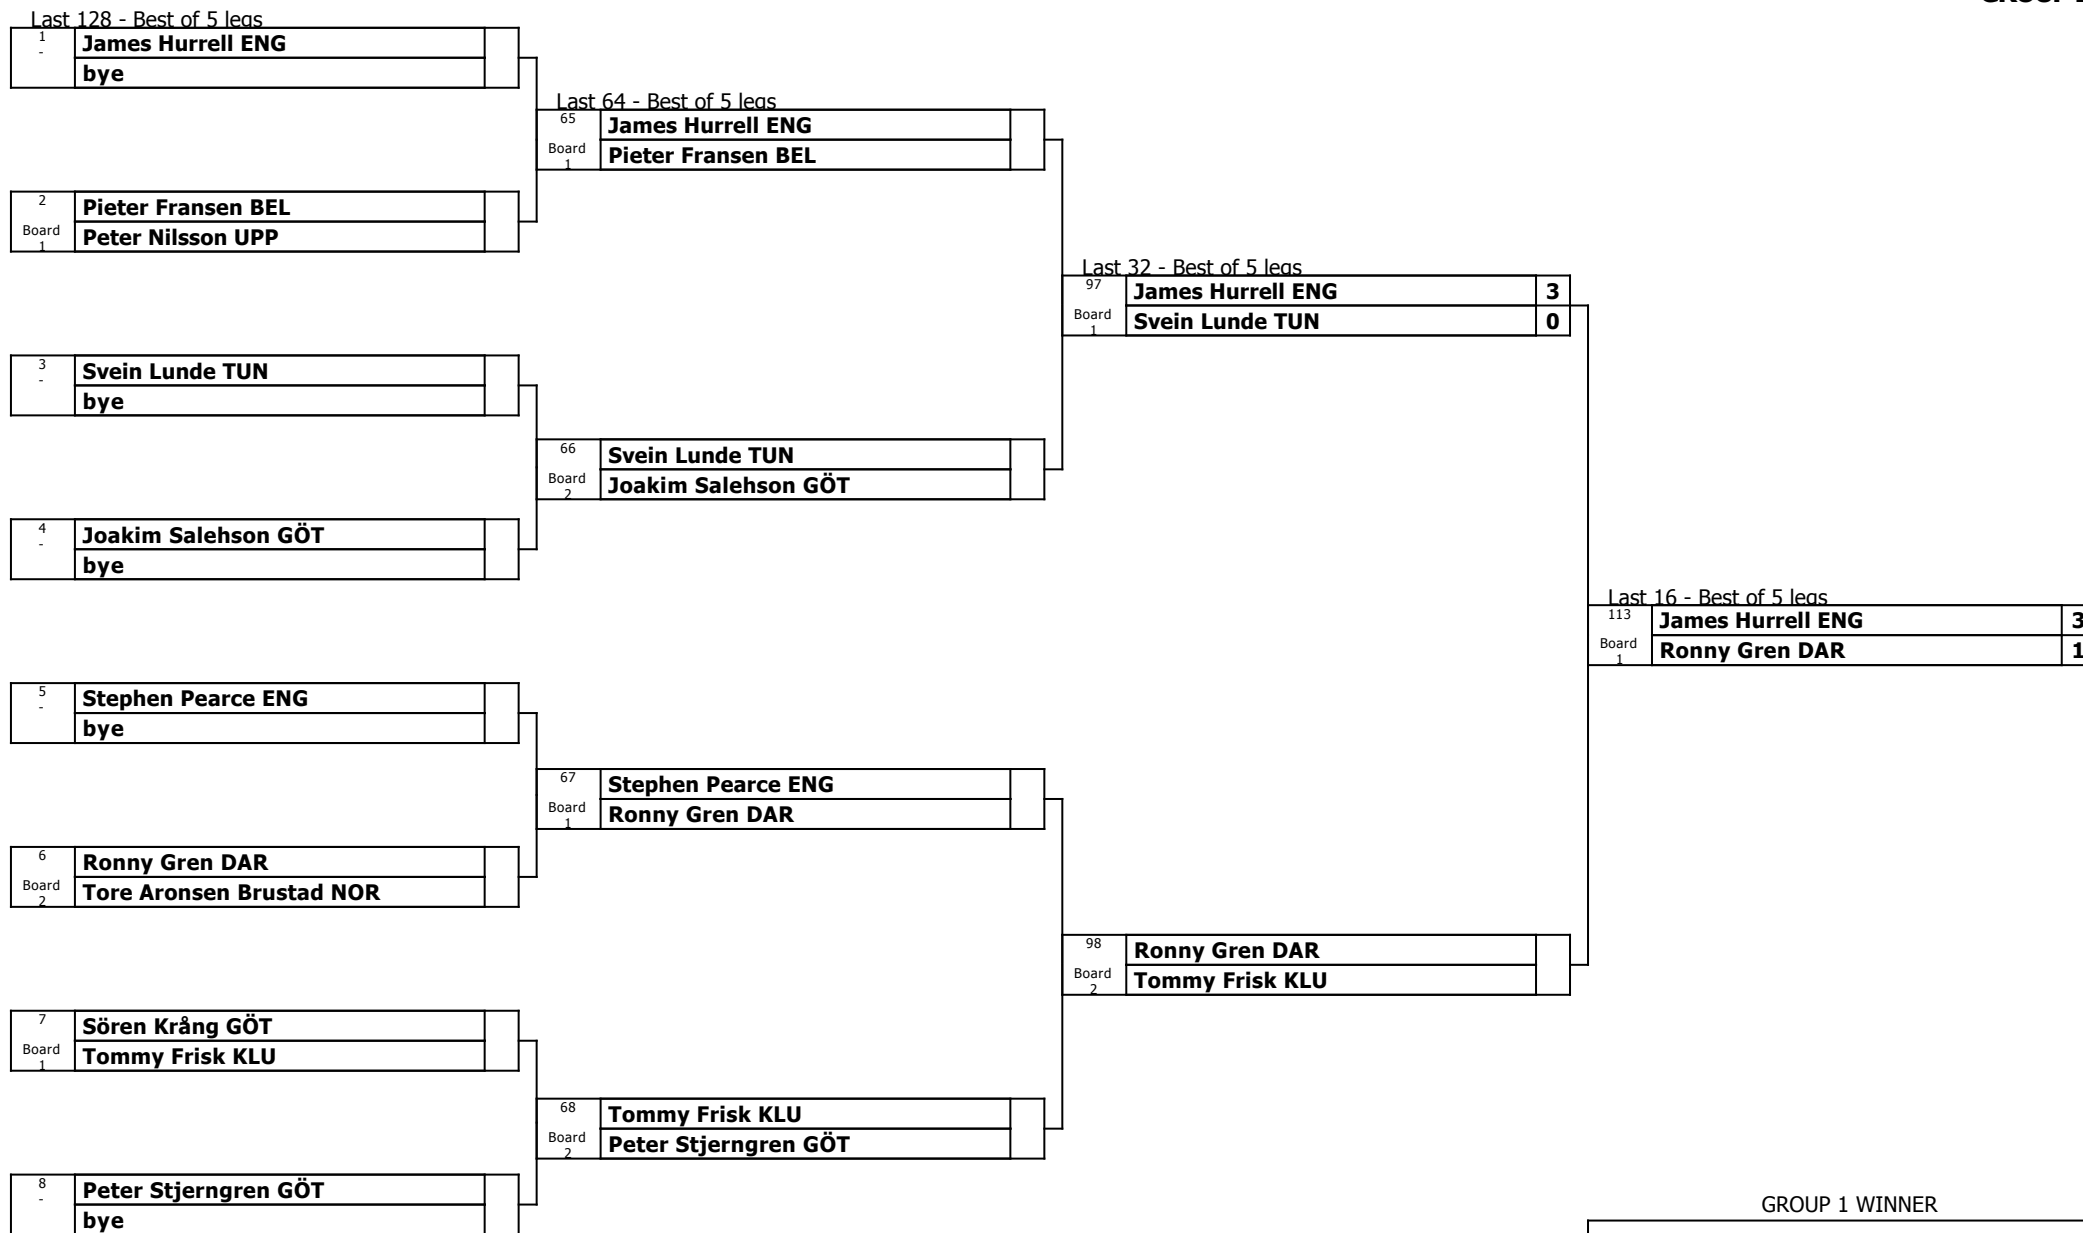 Last 128 - Best of 5 legs
1
-
James Hurrell ENG
bye
Last 64 - Best of 5 legs
65
Board
1
James Hurrell ENG
Pieter Fransen BEL
2
Board
1
Pieter Fransen BEL
Peter Nilsson UPP
Last 32 - Best of 5 legs
97
Board
1
James Hurrell ENG 3
Svein Lunde TUN 0
3
-
Svein Lunde TUN
bye
66
Board
2
Svein Lunde TUN
Joakim Salehson GÖT
4
-
Joakim Salehson GÖT
bye
Last 16 - Best of 5 legs
113
Board
1
James Hurrell ENG 3
Ronny Gren DAR 1
5
-
Stephen Pearce ENG
bye
67
Board
1
Stephen Pearce ENG
Ronny Gren DAR
6
Board
2
Ronny Gren DAR
Tore Aronsen Brustad NOR
98
Board
2
Ronny Gren DAR
Tommy Frisk KLU
7
Board
1
Sören Krång GÖT
Tommy Frisk KLU
68
Board
2
Tommy Frisk KLU
Peter Stjerngren GÖT
8
-
Peter Stjerngren GÖT
bye
GROUP 1 WINNER